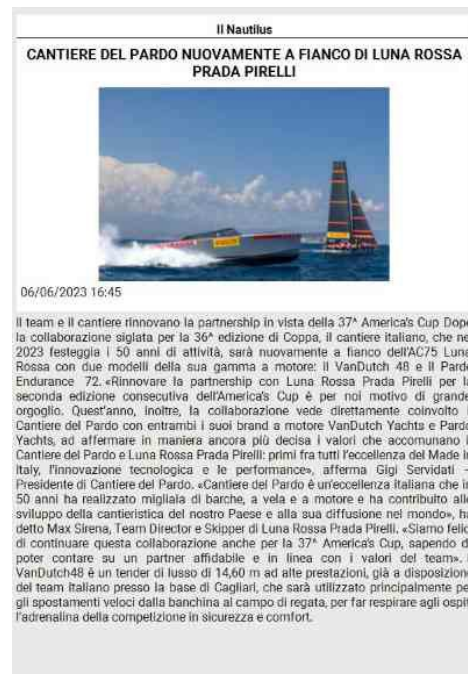 Il Nautilus
CANTIERE DEL PARDO NUOVAMENTE A FIANCO DI LUNA ROSSA
PRADA PIRELLI
06/06/2023 16:45
Il team e il cantiere rinnovano la partnership in vista della 37^ America's Cup Dopo
la collaborazione siglata per la 36^ edizione di Coppa, il cantiere italiano, che ne
2023 festeggia i 50 anni di attività, sarà nuovamente a fianco dell'AC75 Luna
Rossa con due modelli della sua gamma a motore: il VanDutch 48 e il Pardo
Endurance 72. «Rinnovare la partnership con Luna Rossa Prada Pirelli per la
seconda edizione consecutiva dell'America's Cup è per noi motivo di grande
orgoglio. Quest'anno, inoltre, la collaborazione vede direttamente coinvolto
Cantiere del Pardo con entrambi i suoi brand a motore VanDutch Yachts e Pardo
Yachts, ad affermare in maniera ancora più decisa i valori che accomunano i
Cantiere del Pardo e Luna Rossa Prada Pirelli: primi fra tutti l'eccellenza del Made in
Italy, l'innovazione tecnologica e le performance», afferma Gigi Servidati -
Presidente di Cantiere del Pardo. «Cantiere del Pardo è un'eccellenza italiana che in
50 anni ha realizzato migliaia di barche, a vela e a motore e ha contribuito allo
sviluppo della cantieristica del nostro Paese e alla sua diffusione nel mondo», ha
detto Max Sirena, Team Director e Skipper di Luna Rossa Prada Pirelli. «Siamo felici
di continuare questa collaborazione anche per la 37^ America's Cup, sapendo di
poter contare su un partner affidabile e in linea con i valori del team».
VanDutch48 è un tender di lusso di 14,60 m ad alte prestazioni, già a disposizione
del team italiano presso la base di Cagliari, che sarà utilizzato principalmente per
gli spostamenti veloci dalla banchina al campo di regata, per far respirare agli ospiti
l'adrenalina della competizione in sicurezza e comfort.